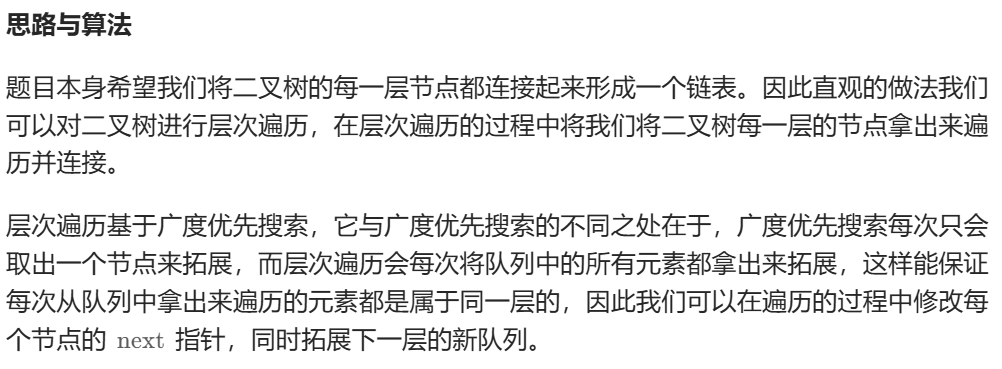 思路与算法
题目本身希望我们将二叉树的每一层节点都连接起来形成一个链表。因此直观的做法我们
可以对二叉树进行层次遍历，在层次遍历的过程中将我们将二叉树每一层的节点拿出来遍
历并连接。
层次遍历基于广度优先搜索，它与广度优先搜索的不同之处在于，广度优先搜索每次只会
取出一个节点来拓展，而层次遍历会每次将队列中的所有元素都拿出来拓展，这样能保证
每次从队列中拿出来遍历的元素都是属于同一层的，因此我们可以在遍历的过程中修改每
个节点的 next 指针，同时拓展下一层的新队列。